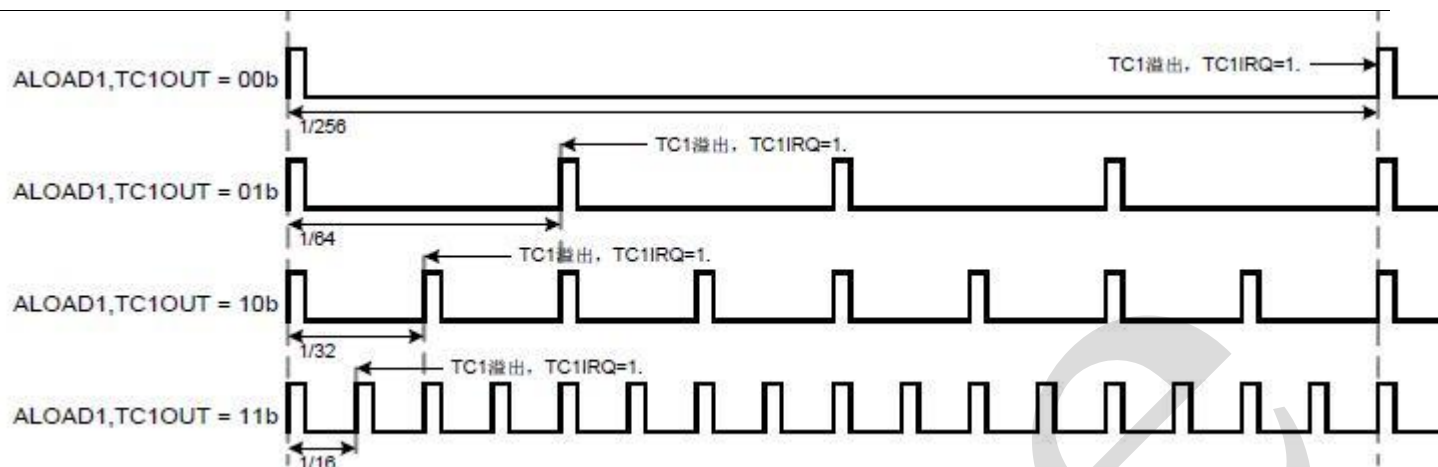 ALOAD1,TC1OUT = 00b
TC1溢出，TC1IRQ=1.
1/256
TC1溢出，TC1IRQ=1.
ALOAD1,TC1OUT = 01b
1/64
TC1溢出，TC1IRQ=1.
ALOAD1,TC1OUT = 10b
1/32
TC1溢出，TC1IRQ=1.
ALOAD1,TC1OUT = 11b
1/16